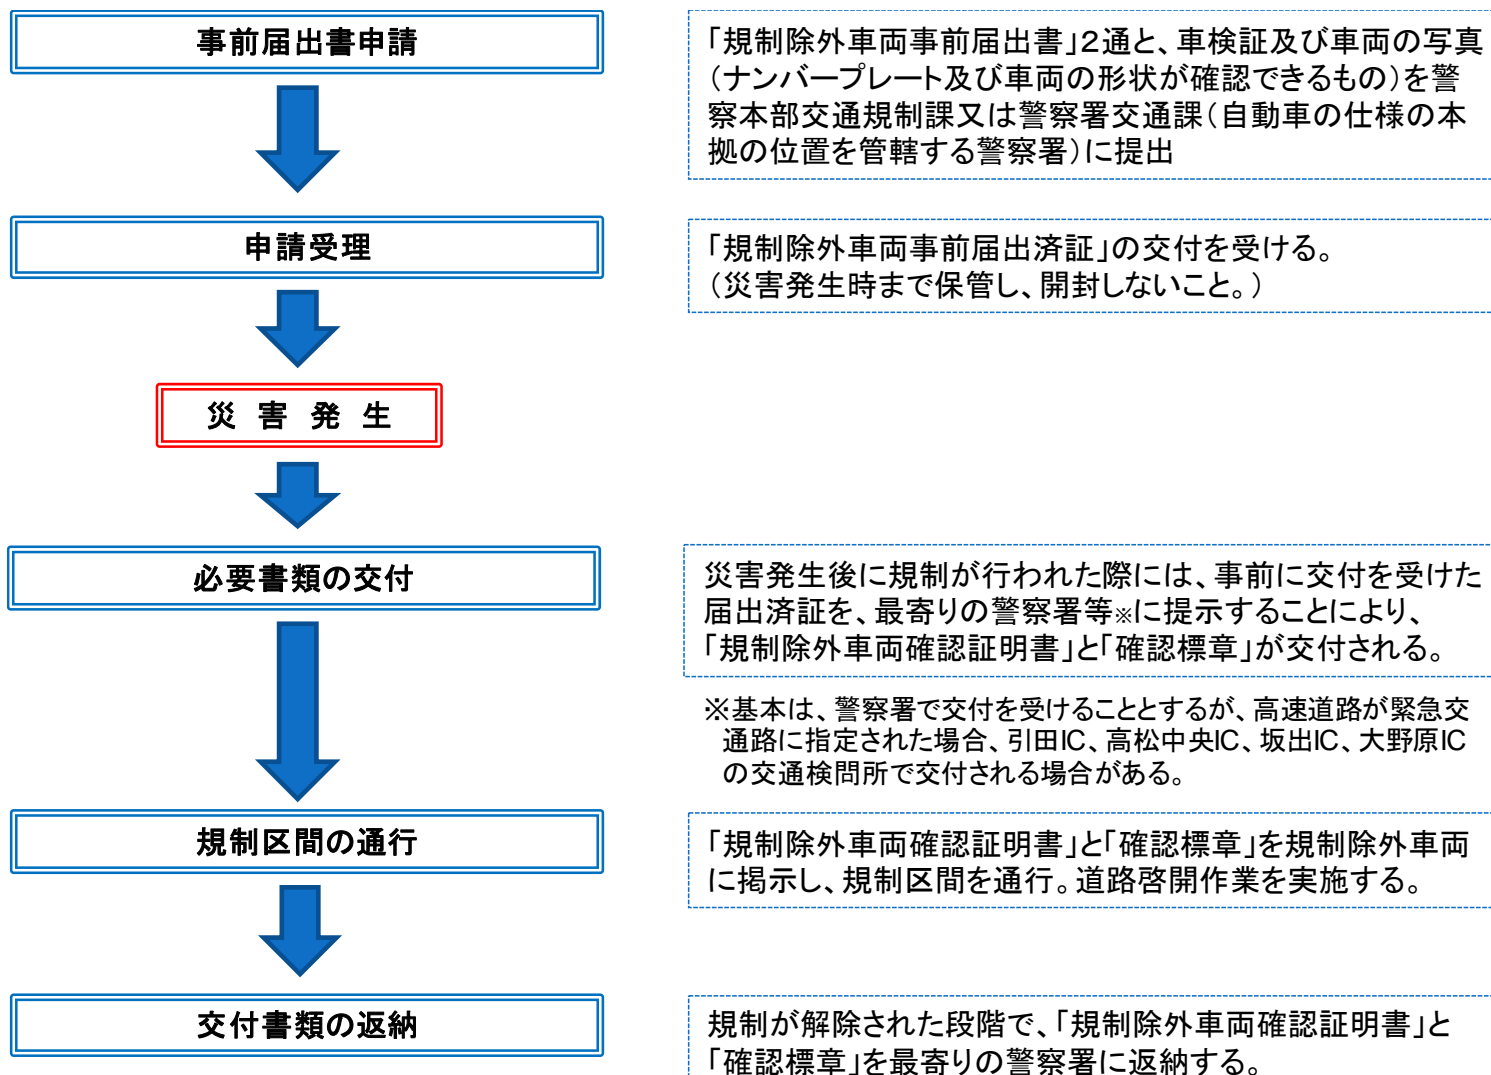 事前届出書申請
「規制除外車両事前届出書」2通と、車検証及び車両の写真
（ナンバープレート及び車両の形状が確認できるもの）を警
察本部交通規制課又は警察署交通課（自動車の仕様の本
拠の位置を管轄する警察署）に提出
申請受理
「規制除外車両事前届出済証」の交付を受ける。
（災害発生時まで保管し、開封しないこと。）
災 害 発 生
必要書類の交付
災害発生後に規制が行われた際には、事前に交付を受けた
届出済証を、最寄りの警察署等※に提示することにより、
「規制除外車両確認証明書」と「確認標章」が交付される。
※基本は、警察署で交付を受けることとするが、高速道路が緊急交
通路に指定された場合、引田IC、高松中央IC、坂出IC、大野原IC
の交通検問所で交付される場合がある。
規制区間の通行
「規制除外車両確認証明書」と「確認標章」を規制除外車両
に掲示し、規制区間を通行。道路啓開作業を実施する。
交付書類の返納
規制が解除された段階で、「規制除外車両確認証明書」と
「確認標章」を最寄りの警察署に返納する。